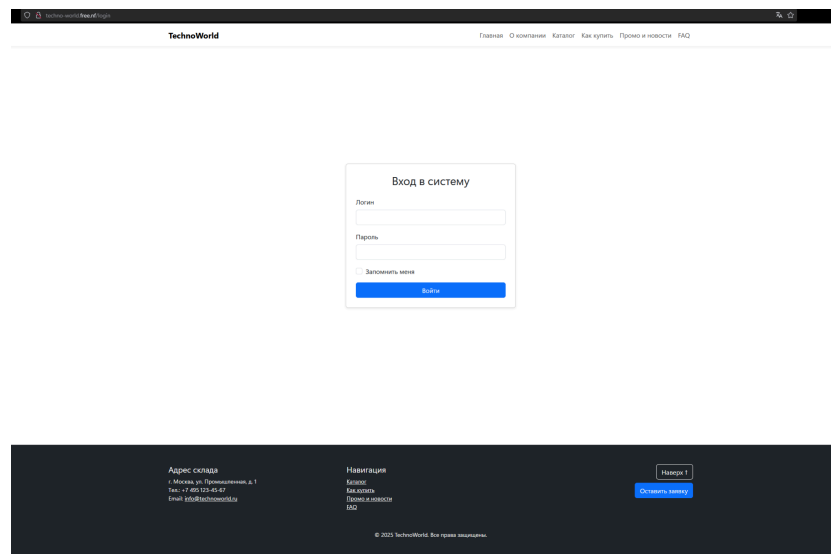 techno-world.free.nf/login
TechnoWorld
Главная О компании Каталог Как купить Промо и новости FAQ
Вход в систему
Логин
Пароль
Запомнить меня
Войти
Адрес склада
г. Москва, ул. Промышленная, д. 1
Тел.: +7 495 123-45-67
Email: info@technoworld.ru
Навигация
Каталог
Как купить
Промо и новости
FAQ
Наверх ↑
Оставить заявку
© 2025 TechnoWorld. Все права защищены.